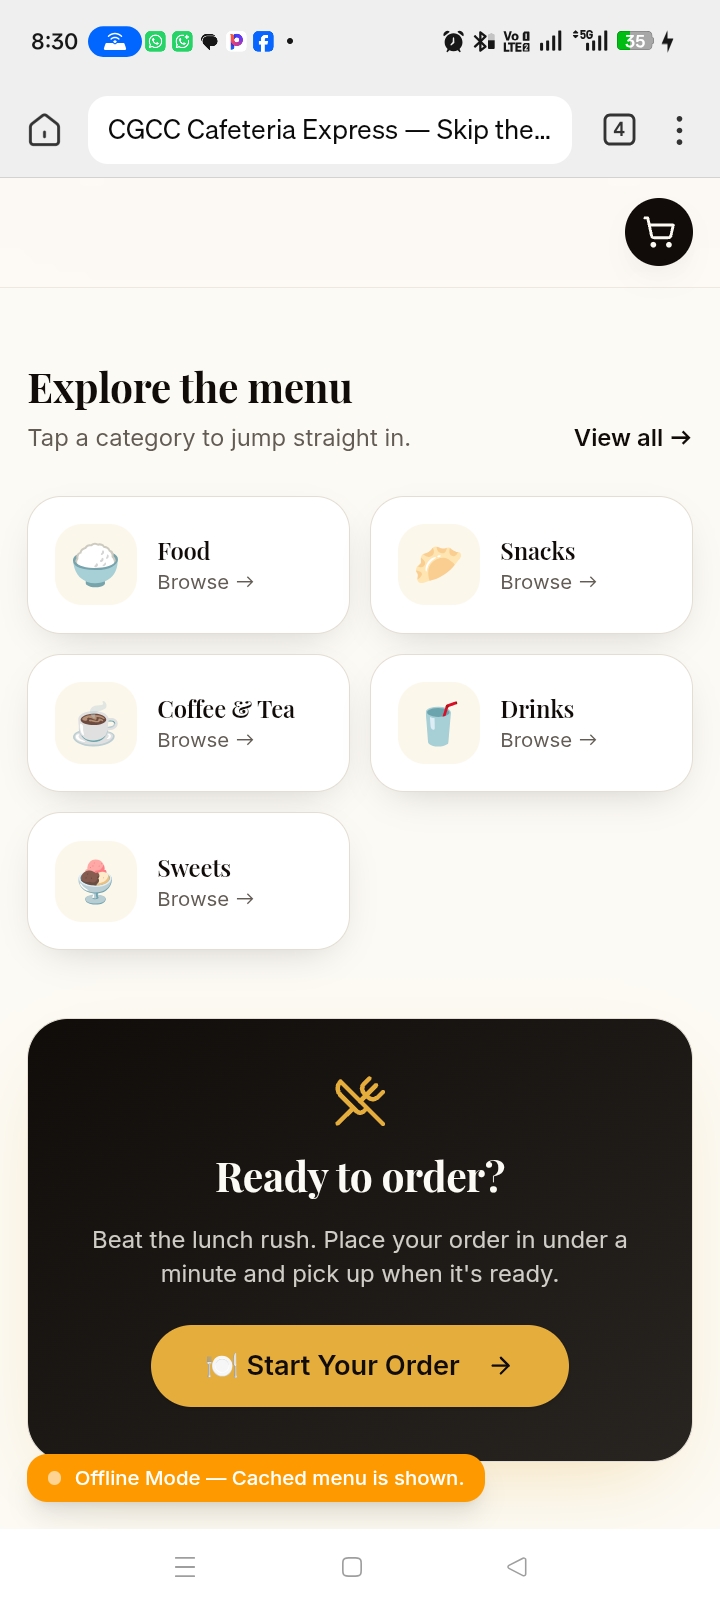 8:30
Vo LTE2
5G
35
CGCC Cafeteria Express — Skip the...
4
Explore the menu
Tap a category to jump straight in.
View all →
Food
Browse →
Snacks
Browse →
Coffee & Tea
Browse →
Drinks
Browse →
Sweets
Browse →
Ready to order?
Beat the lunch rush. Place your order in under a
minute and pick up when it's ready.
🍽️ Start Your Order →
Offline Mode — Cached menu is shown.